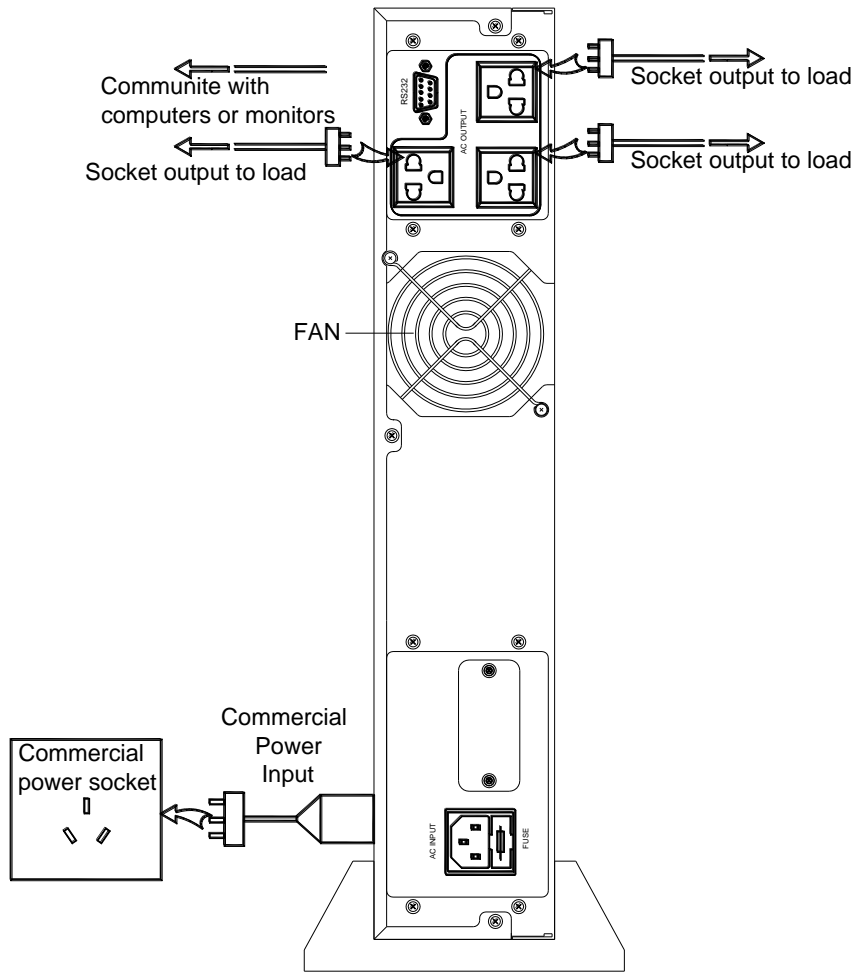 Communite with
computers or monitors
Socket output to load
RS232
AC OUTPUT
Socket output to load
Socket output to load
FAN
Commercial
Power
Input
Commercial
power socket
AC INPUT
FUSE